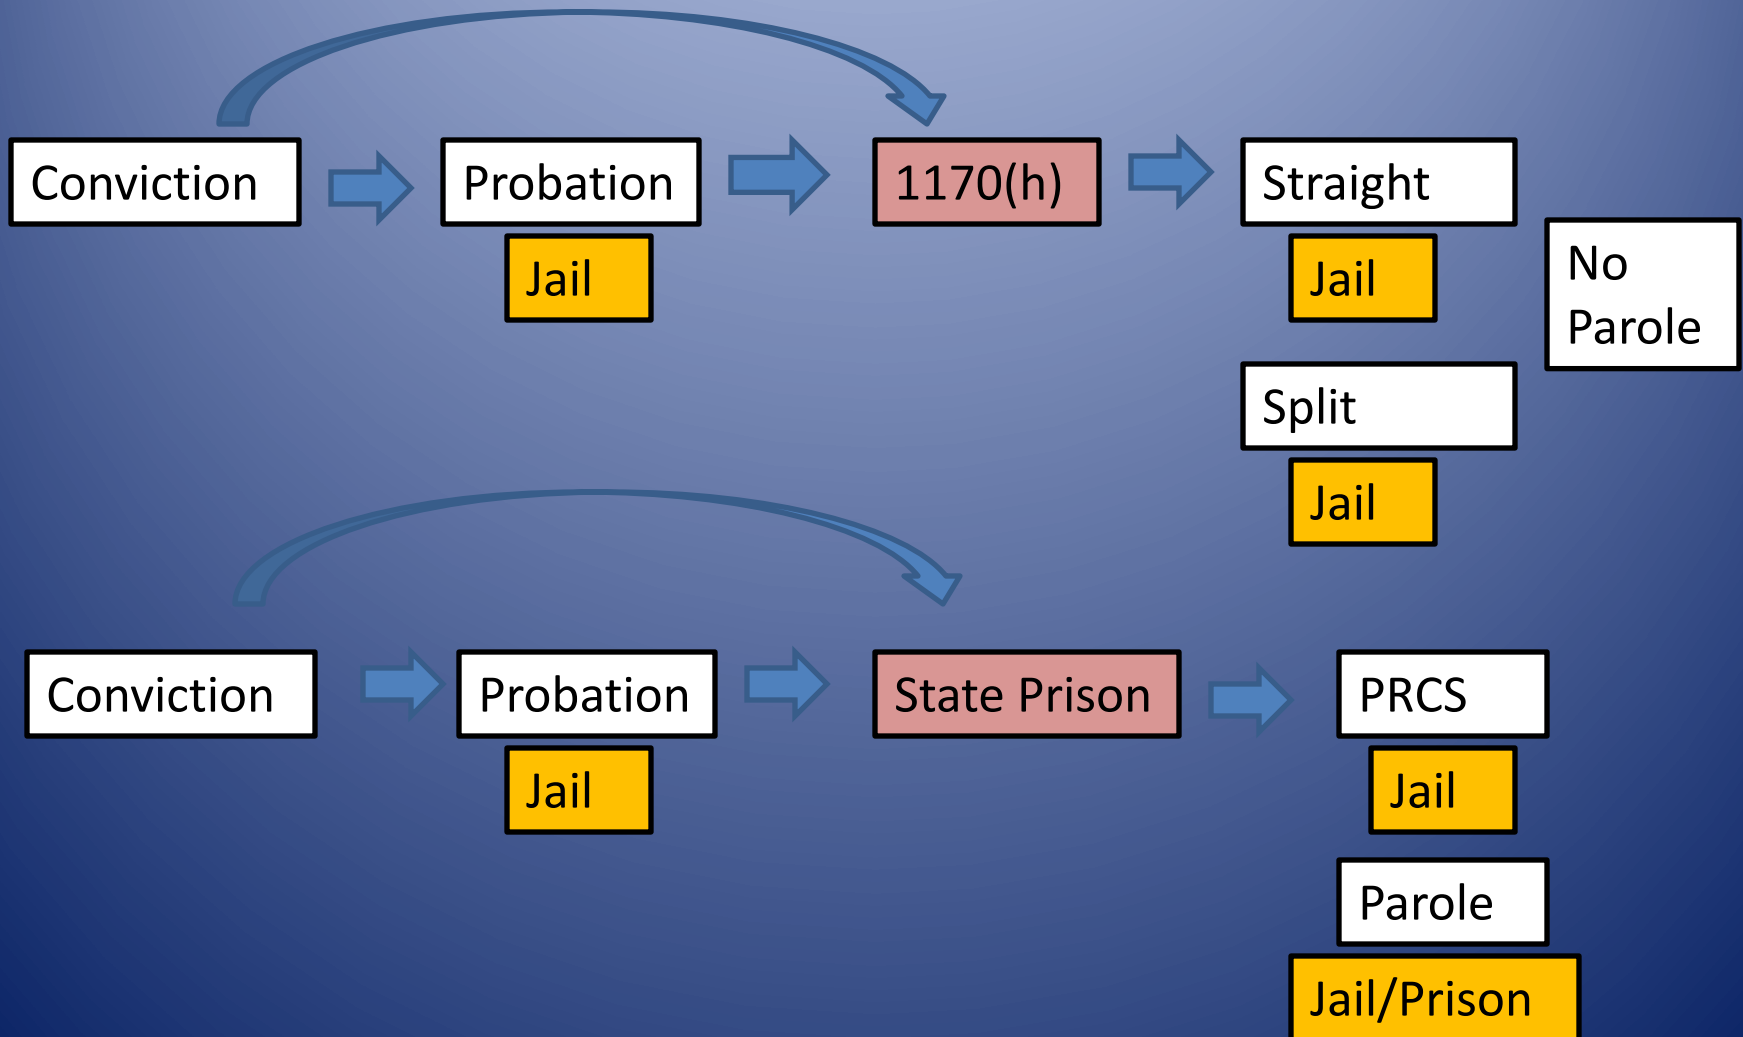 Conviction
Probation
1170(h)
Straight
Jail
Jail
No
Parole
Split
Jail
Conviction
Probation
State Prison
PRCS
Jail
Jail
Parole
Jail/Prison